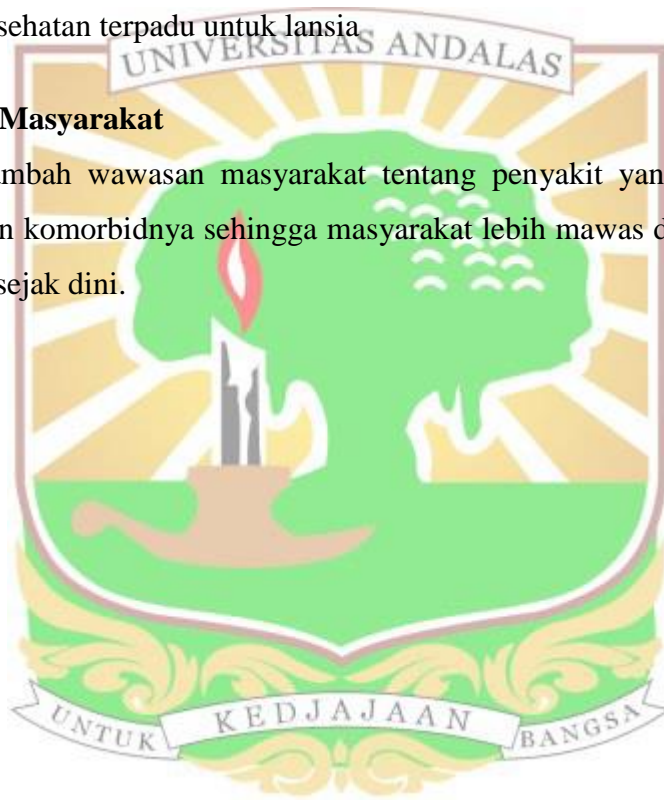 sehatan terpadu untuk lansia
UNIVERSITAS ANDALAS
Masyarakat
ambah wawasan masyarakat tentang penyakit yan
n komorbidnya sehingga masyarakat lebih mawas d
sejak dini.
UNTUK KEDJAJAAN BANGSA